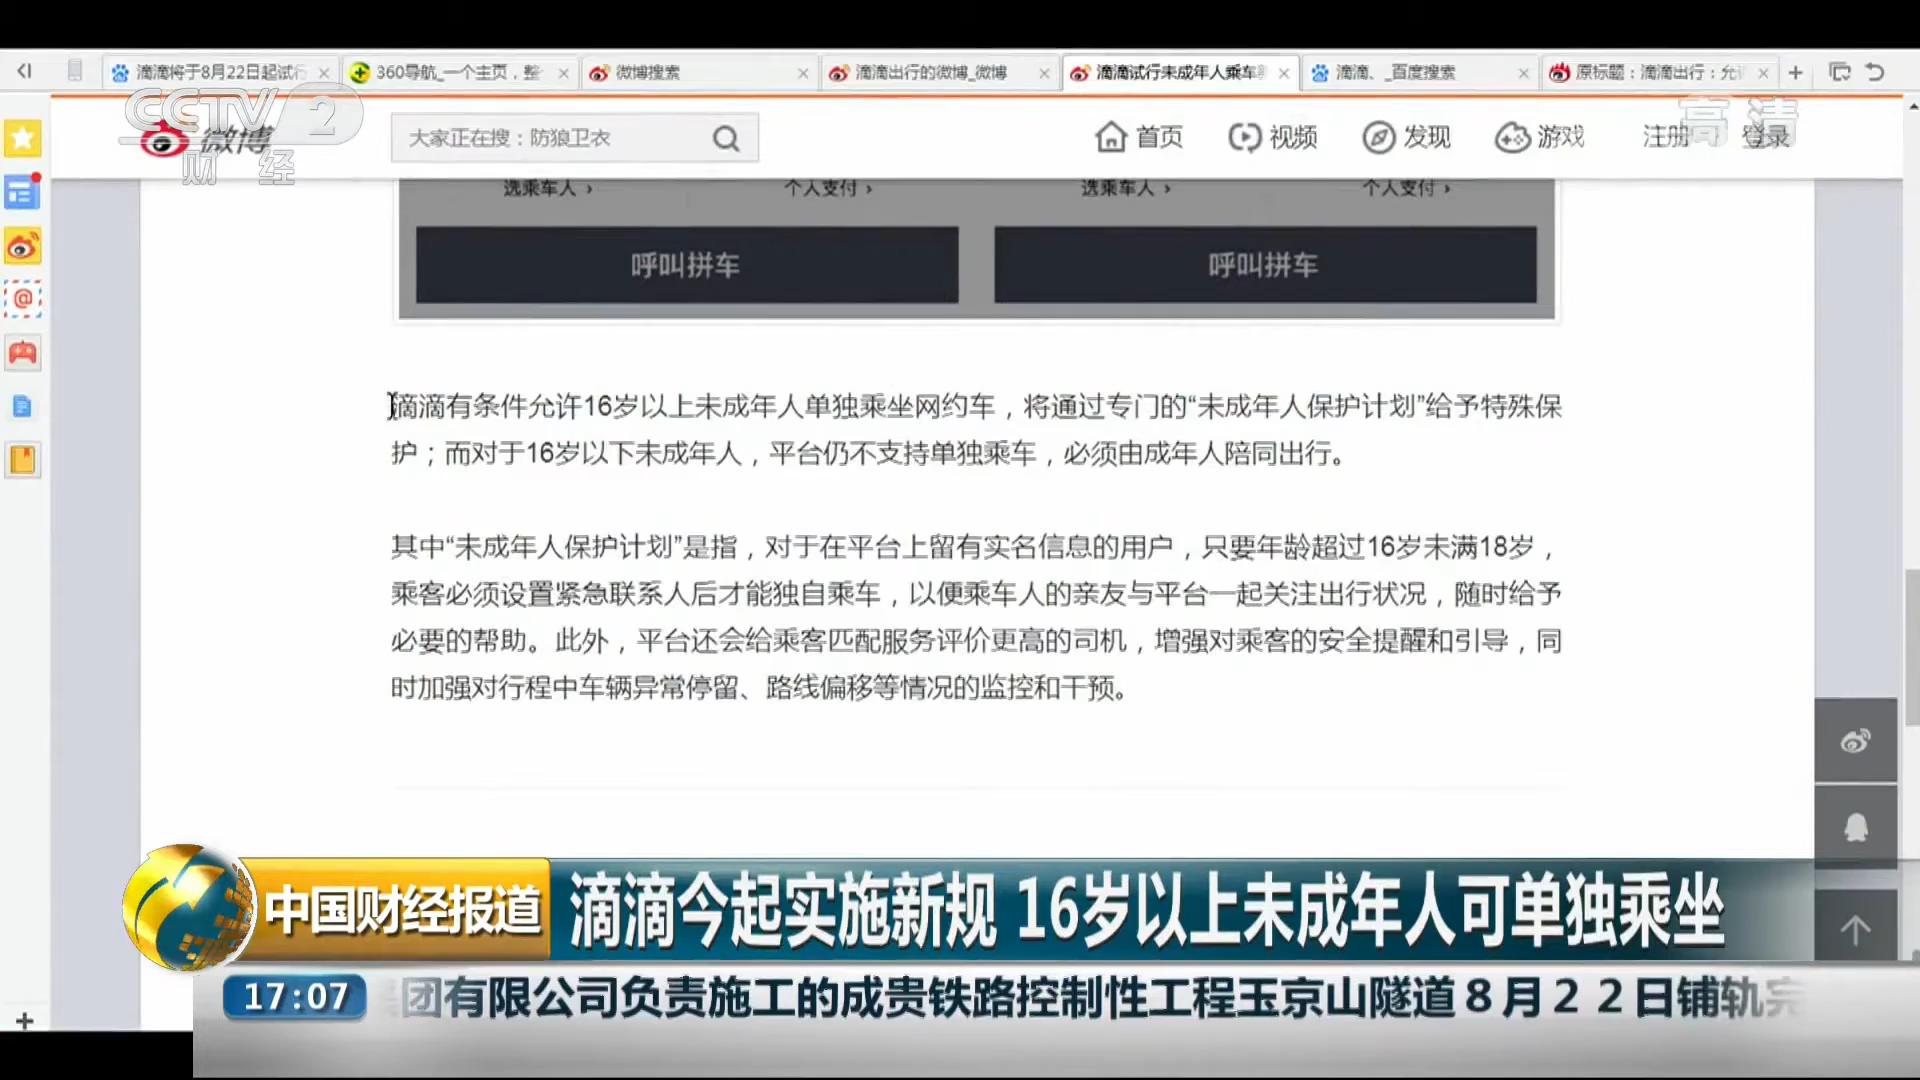 滴滴将于8月22日起试行
360导航_一个主页，整
微博搜索
滴滴出行的微博_微博
滴滴试行未成年人乘车
滴滴、_百度搜索
原标题：滴滴出行：允
CCTV 2
财经
高清
微博
大家正在搜：防狼卫衣
首页
视频
发现
游戏
注册
登录
选乘车人 ›
个人支付 ›
选乘车人 ›
个人支付 ›
呼叫拼车
呼叫拼车
滴滴有条件允许16岁以上未成年人单独乘坐网约车，将通过专门的“未成年人保护计划”给予特殊保
护；而对于16岁以下未成年人，平台仍不支持单独乘车，必须由成年人陪同出行。
其中“未成年人保护计划”是指，对于在平台上留有实名信息的用户，只要年龄超过16岁未满18岁，
乘客必须设置紧急联系人后才能独自乘车，以便乘车人的亲友与平台一起关注出行状况，随时给予
必要的帮助。此外，平台还会给乘客匹配服务评价更高的司机，增强对乘客的安全提醒和引导，同
时加强对行程中车辆异常停留、路线偏移等情况的监控和干预。
中国财经报道
滴滴今起实施新规 16岁以上未成年人可单独乘坐
17:07
团有限公司负责施工的成贵铁路控制性工程玉京山隧道8月22日铺轨完